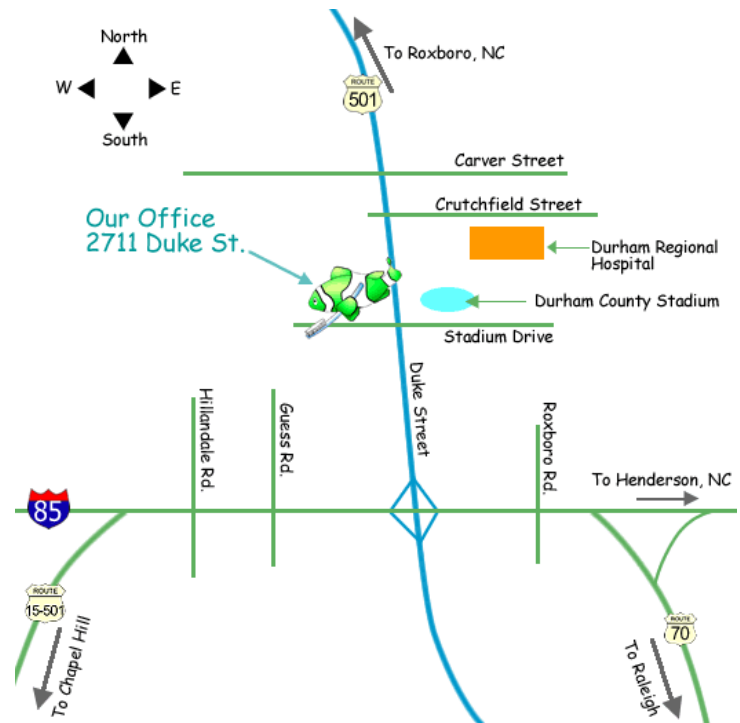 North
W
E
South
To Roxboro, NC
ROUTE
501
Carver Street
Crutchfield Street
Our Office
2711 Duke St.
Durham Regional
Hospital
Durham County Stadium
Stadium Drive
Duke Street
Hillandale Rd.
Guess Rd.
Roxboro Rd.
To Henderson, NC
85
ROUTE
15-501
To Chapel Hill
ROUTE
70
To Raleigh